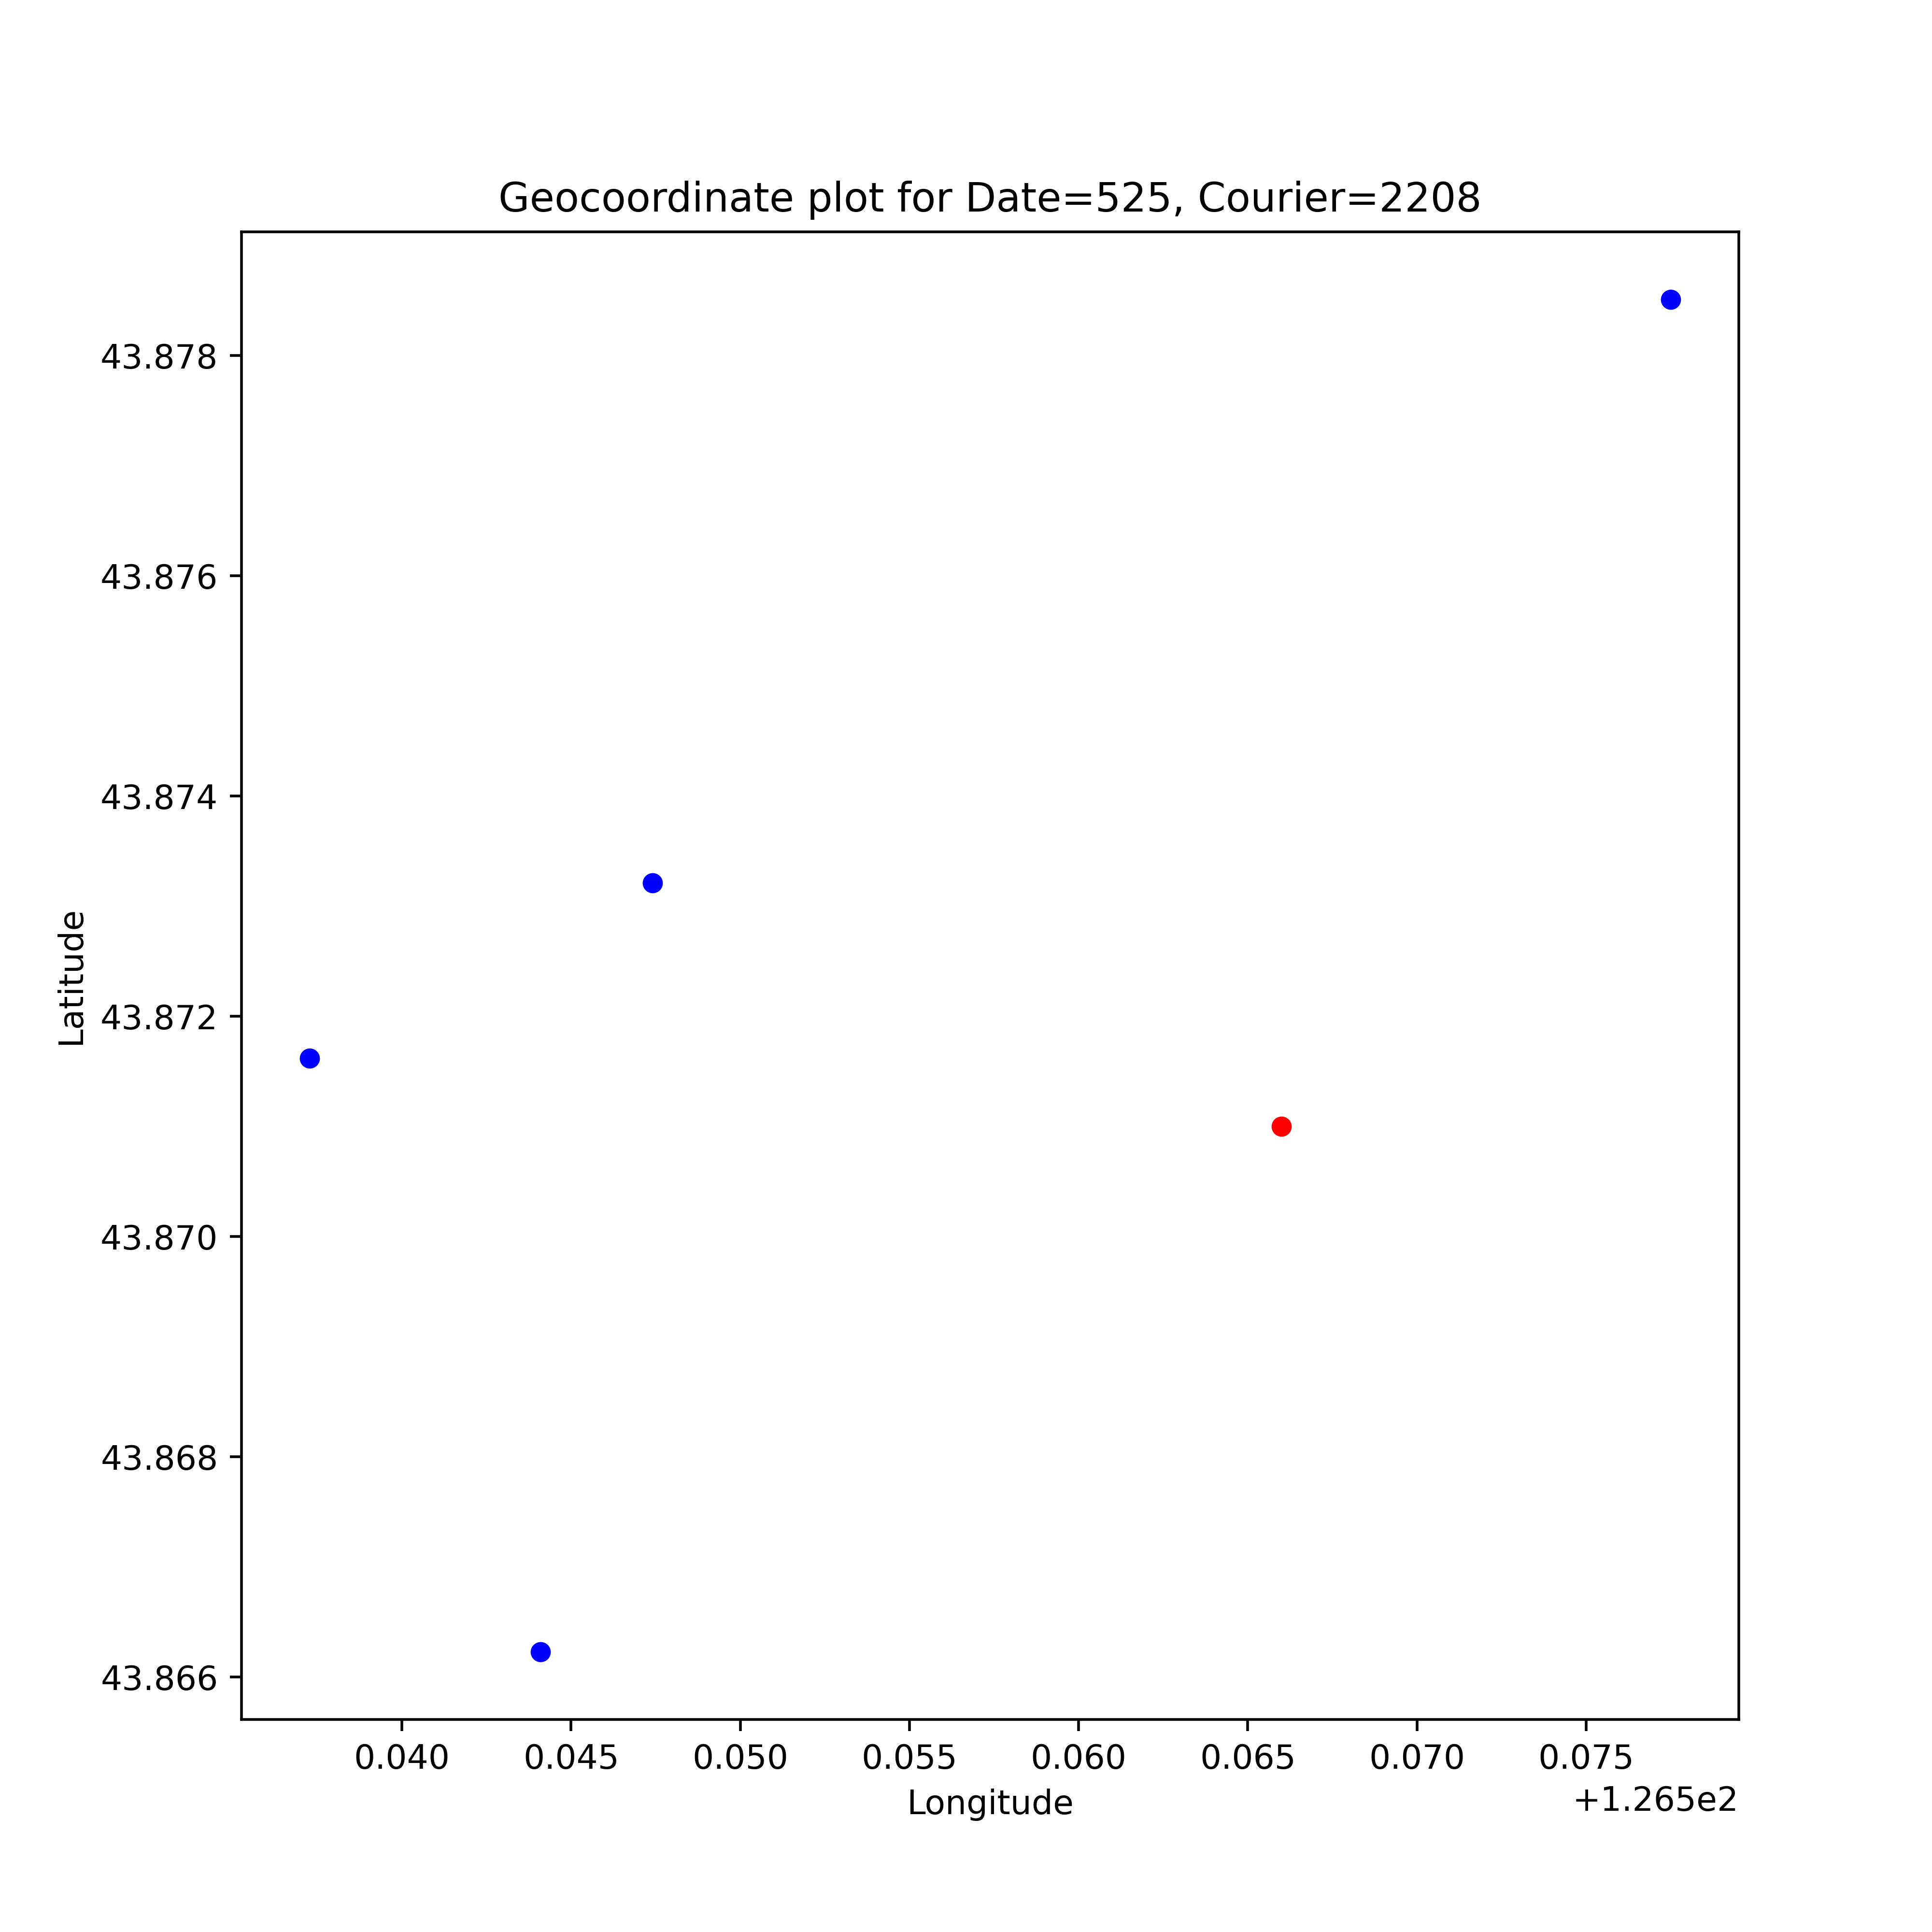 Geocoordinate plot for Date=525, Courier=2208
43.878
43.876
43.874
43.872
43.870
43.868
43.866
Latitude
0.040 0.045 0.050 0.055 0.060 0.065 0.070 0.075
+1.265e2
Longitude